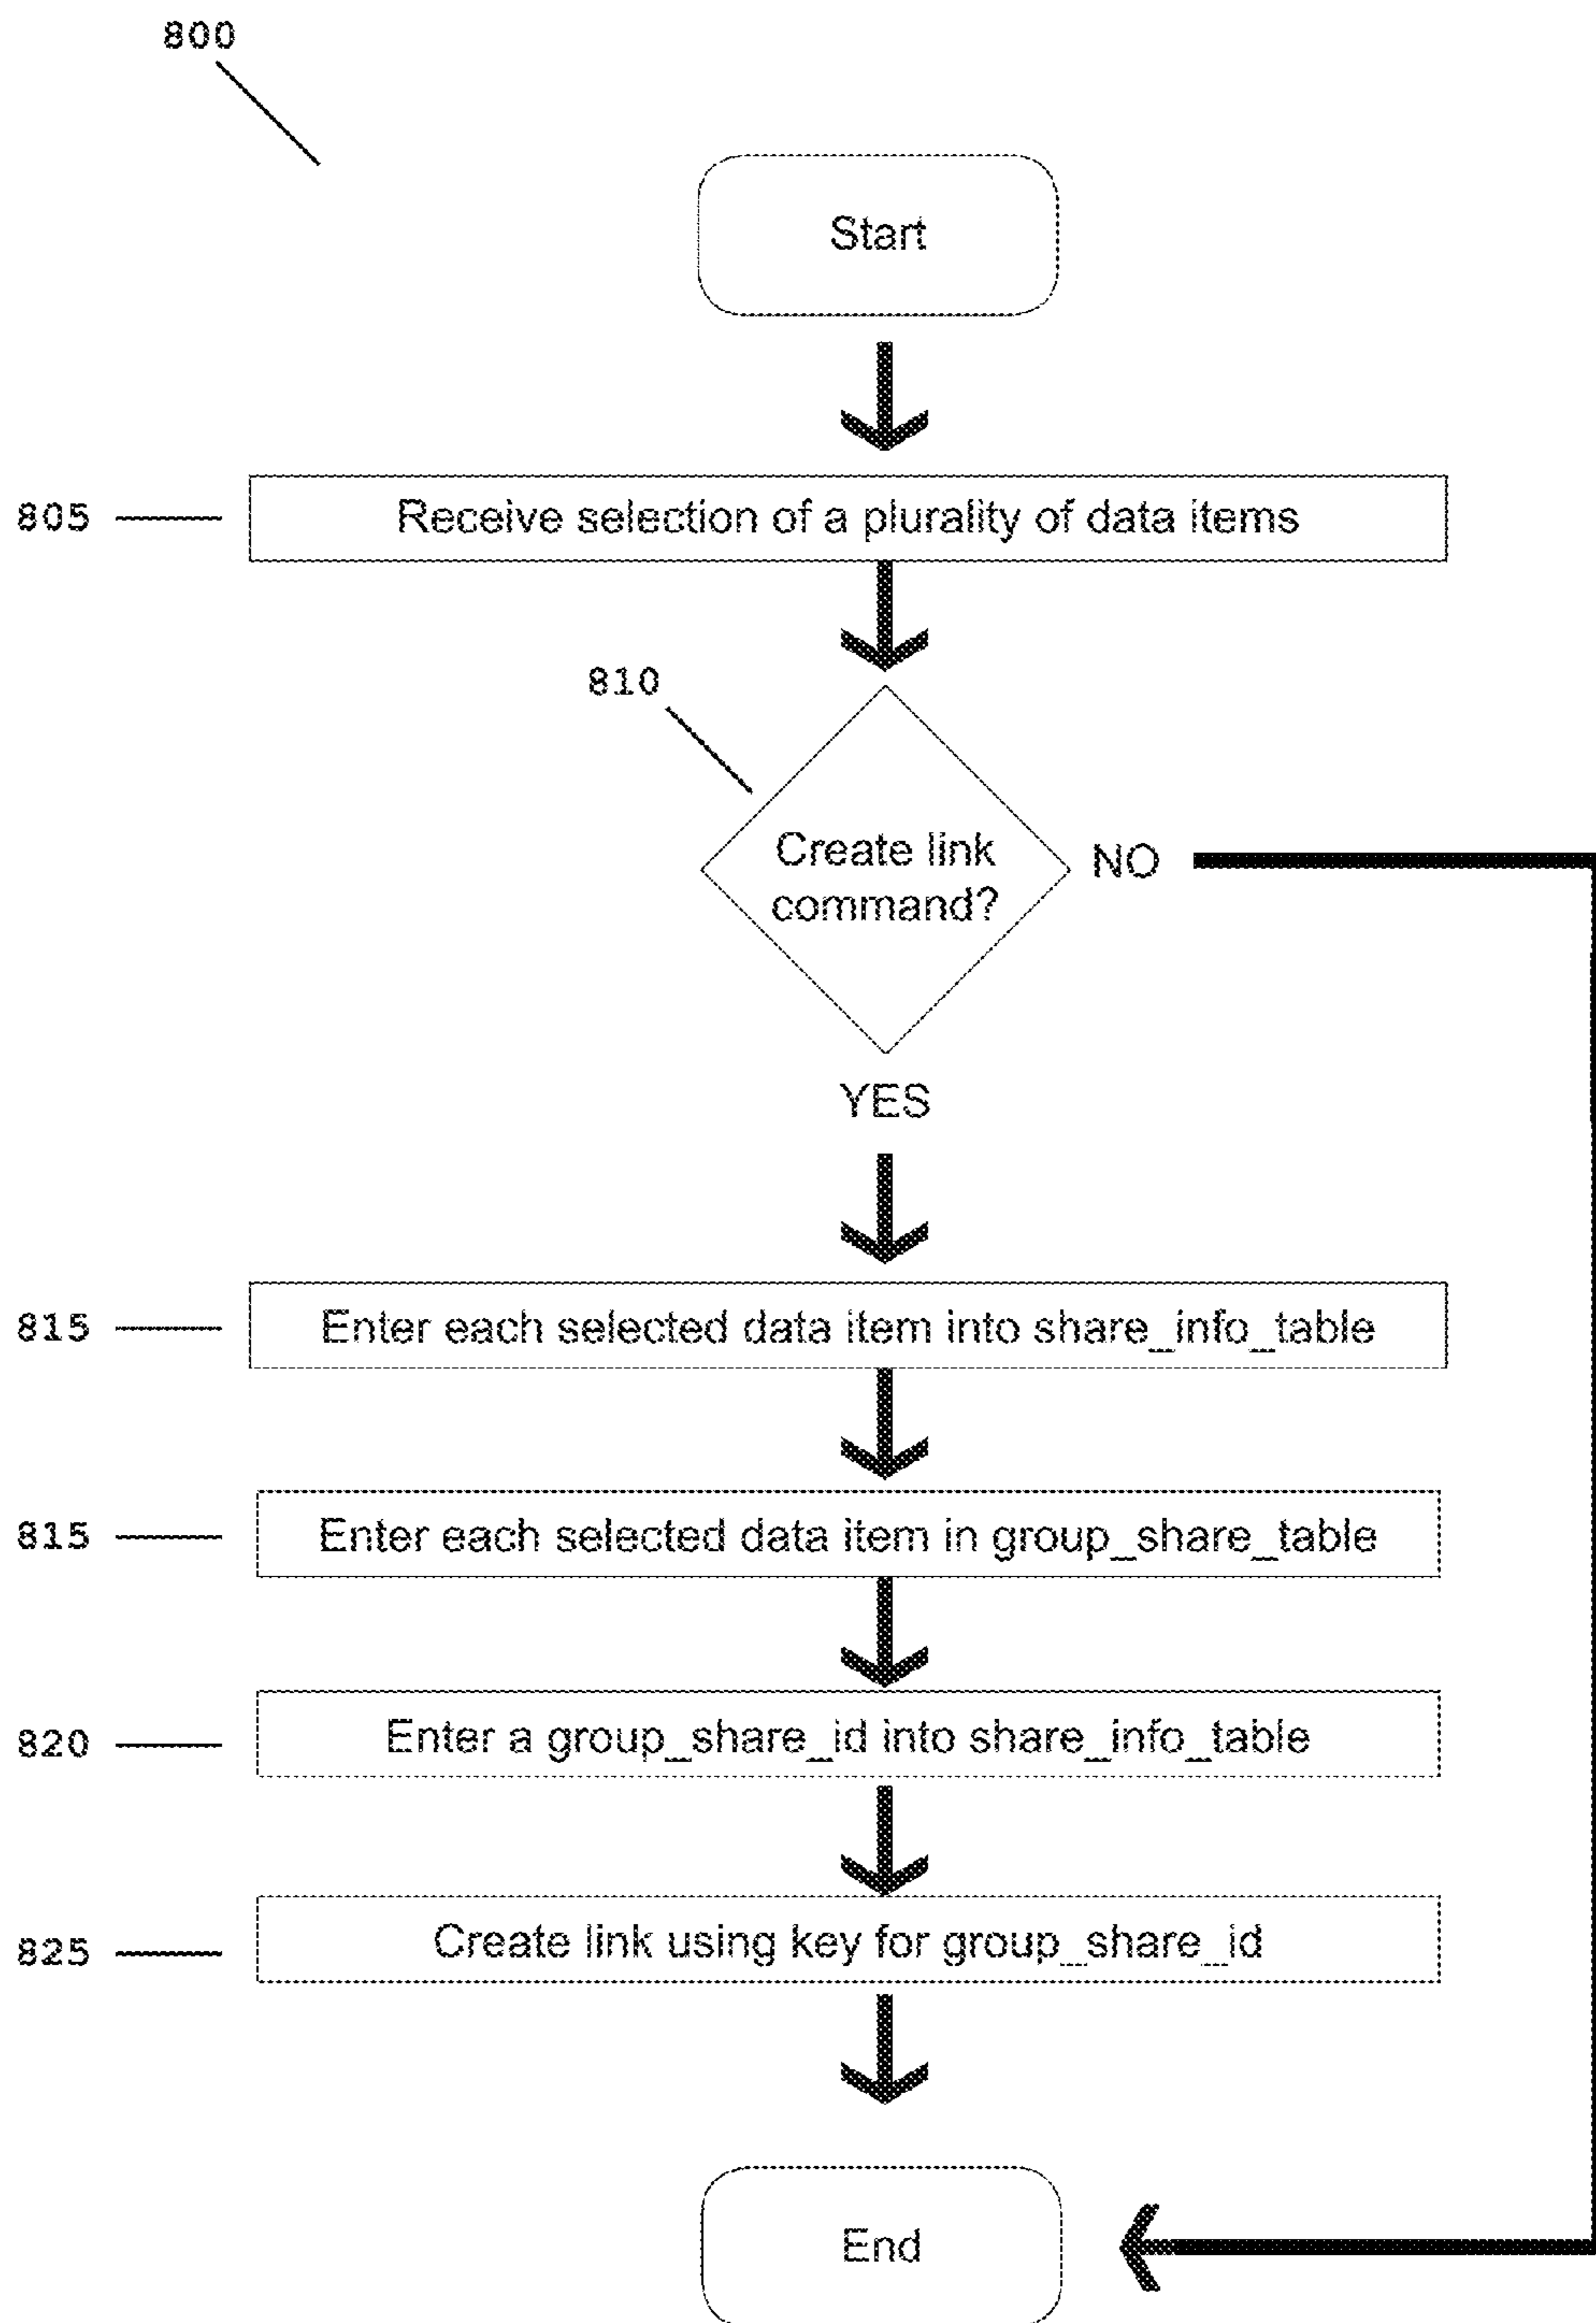 800
Start
805
Receive selection of a plurality of data items
810
Create link
command?
NO
YES
815
Enter each selected data item into share_info_table
815
Enter each selected data item in group_share_table
820
Enter a group_share_id into share_info_table
825
Create link using key for group_share_id
End